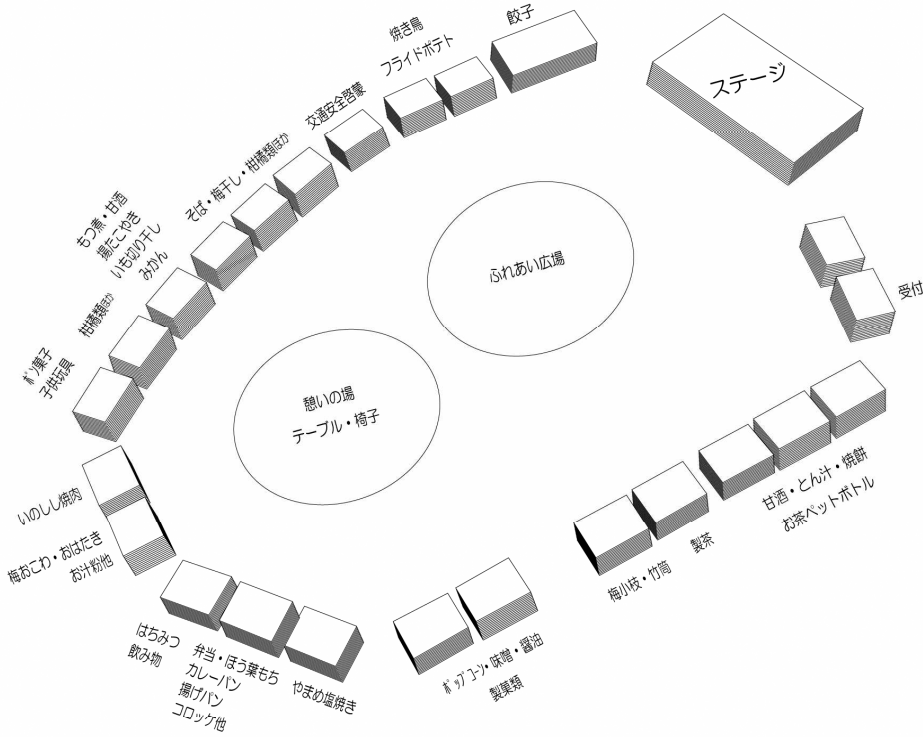 餃子
焼き鳥
フライドポテト
ステージ
交通安全啓蒙
そば・梅干し・柑橘類ほか
もつ煮・甘酒
揚たこやき
いも切り干し
みかん
柑橘類ほか
ポン菓子
子供玩具
ふれあい広場
憩いの場
テーブル・椅子
受付
いのしし焼肉
梅おこわ・おはたき
お汁粉他
はちみつ
飲み物
弁当・ほう葉もち
カレーパン
揚げパン
コロッケ他
やまめ塩焼き
ポップコーン・味噌・醤油
製菓類
梅小枝・竹筒
製茶
甘酒・とん汁・焼餅
お茶ペットボトル